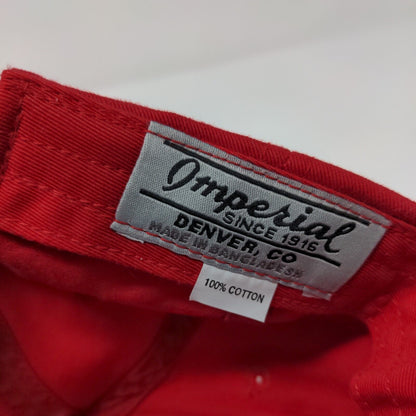 Imperial
SINCE 1916
DENVER, CO
MADE IN BANGLADESH
100% COTTON